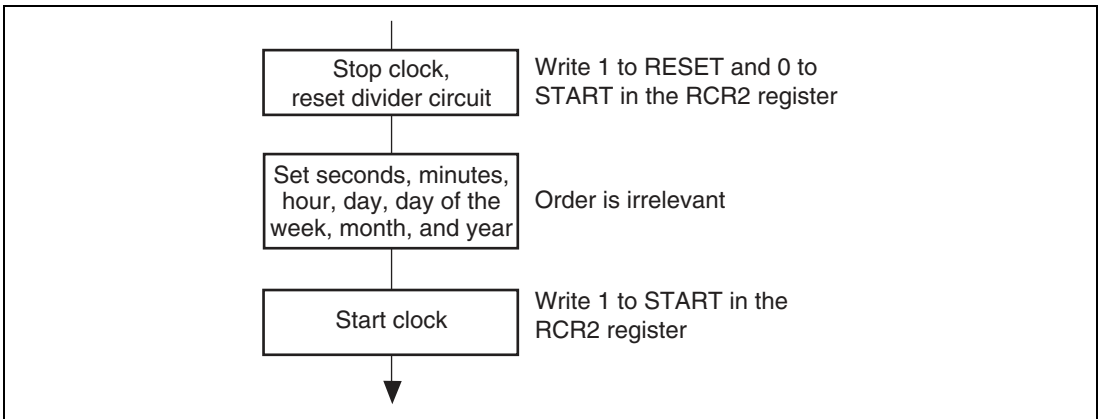 Stop clock,
reset divider circuit
Write 1 to RESET and 0 to
START in the RCR2 register
Set seconds, minutes,
hour, day, day of the
week, month, and year
Order is irrelevant
Start clock
Write 1 to START in the
RCR2 register